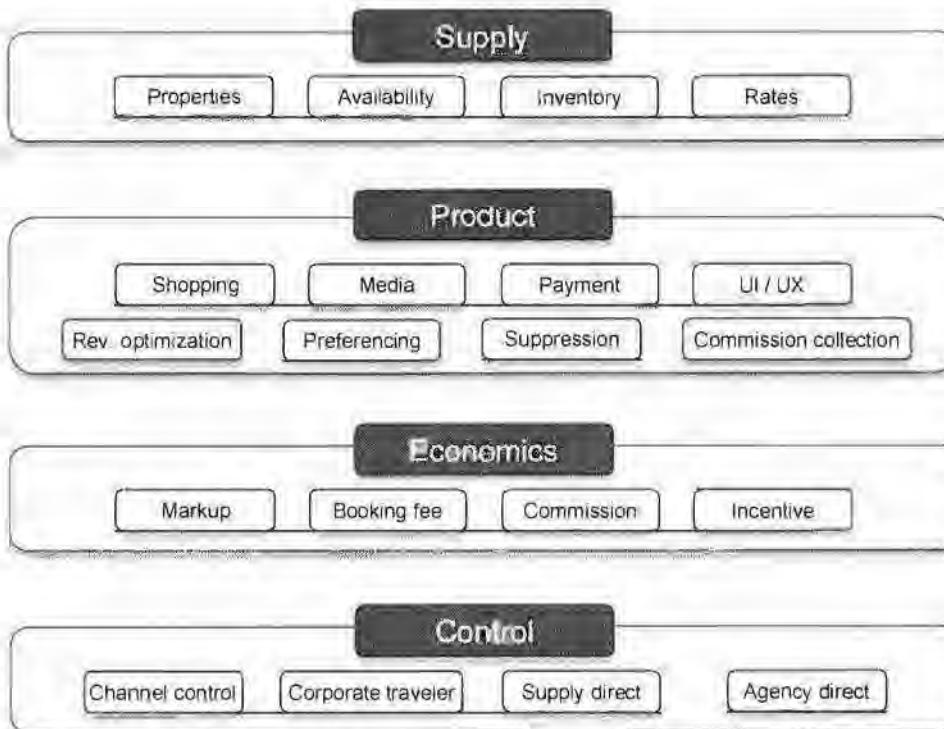 Supply
Properties Availability Inventory Rates
Product
Shopping Media Payment UI / UX
Rev. optimization Preferencing Suppression Commission collection
Economics
Markup Booking fee Commission Incentive
Control
Channel control Corporate traveler Supply direct Agency direct